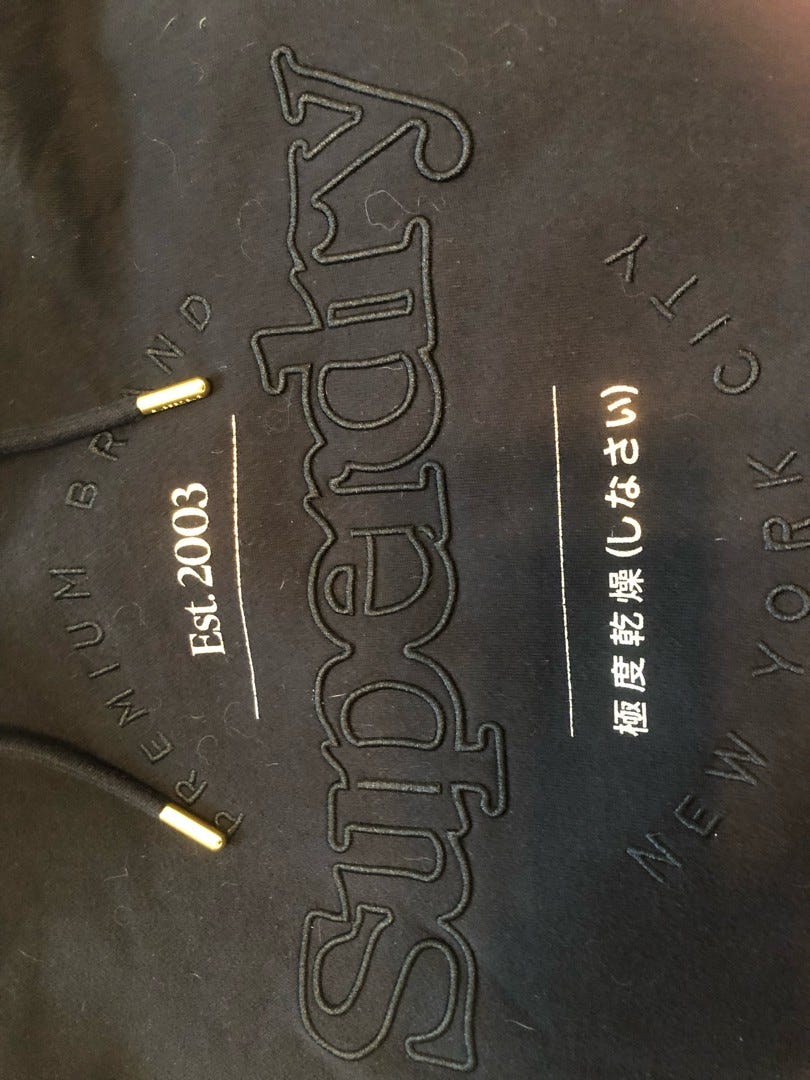 PREMIUM BRAND
Est. 2003
Superdry
極度乾燥(しなさい)
NEW YORK CITY